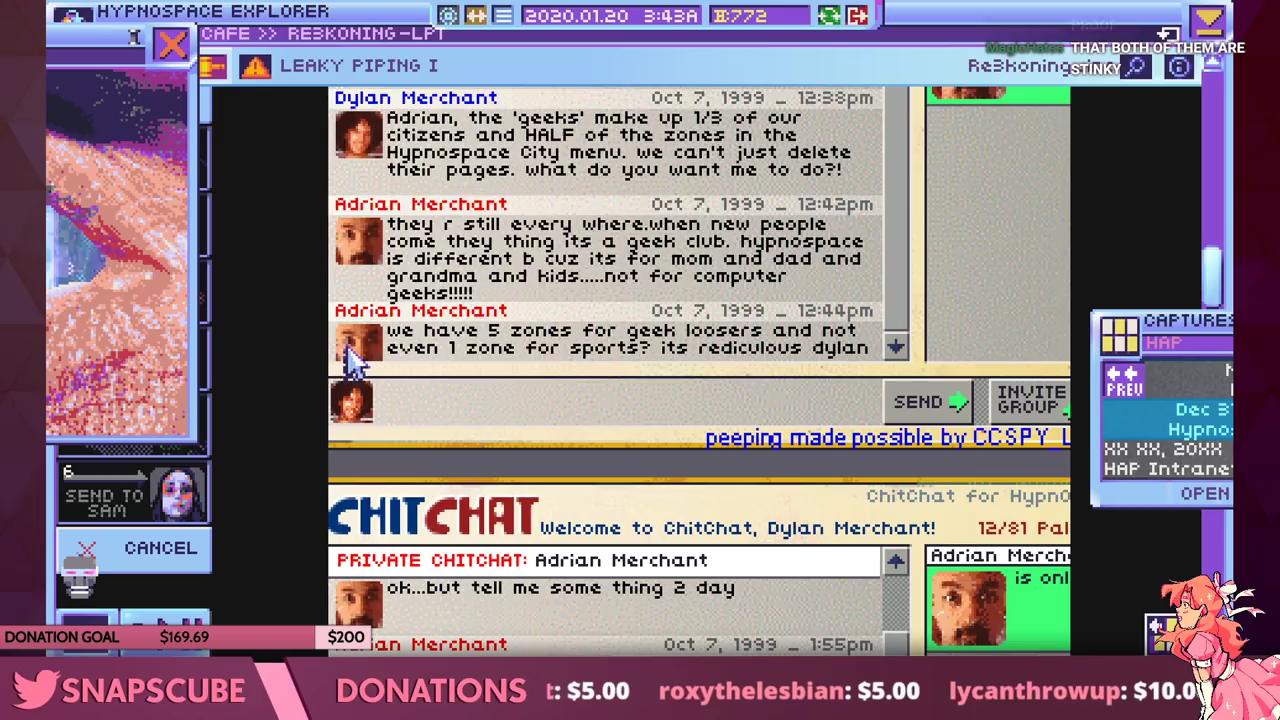 HYPNOSPACE EXPLORER
2020.01.20 3:43A
772
CAFE >> RE3KONING-LPT
PROOF
MagicHates THAT BOTH OF THEM ARE
STINKY
LEAKY PIPING I
Re3Koning
Dylan Merchant Oct 7, 1999 _ 12:38pm
Adrian, the 'geeks' make up 1/3 of our
citizens and HALF of the zones in the
Hypnospace City menu. we can't just delete
their pages. what do you want me to do?!
Adrian Merchant Oct 7, 1999 _ 12:42pm
they r still every where.when new people
come they thing its a geek club. hypnospace
is different b cuz its for mom and dad and
grandma and kids.....not for computer
geeks!!!!!
Adrian Merchant Oct 7, 1999 _ 12:44pm
we have 5 zones for geek loosers and not
even 1 zone for sports? its rediculous dylan
SEND
INVITE
GROUP
peeping made possible by CCSPY_L
CHITCHAT
Welcome to ChitChat, Dylan Merchant!
ChitChat for Hypn
12/81 Pal
PRIVATE CHITCHAT: Adrian Merchant
ok...but tell me some thing 2 day
Adrian Merch
is onl
an Merchant Oct 7, 1999 _ 1:55pm
6
SEND TO
SAM
CANCEL
CAPTURES
HAP
PREV
Dec 3
Hypno
XX XX, 20XX
HAP Intrane
OPEN
DONATION GOAL $169.69 $200
SNAPSCUBE
DONATIONS
t: $5.00 roxythelesbian: $5.00 lycanthrowup: $10.0